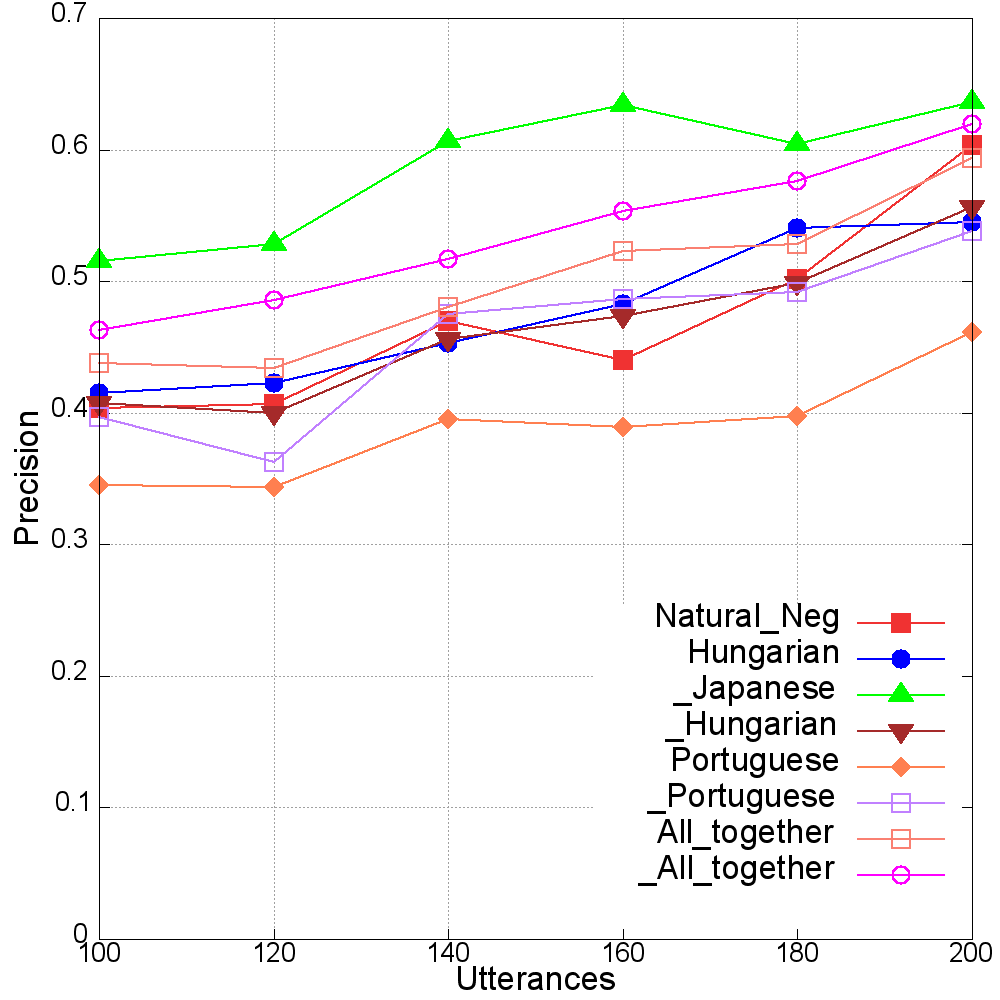 0.7
0.6
0.5
0.4
0.3
0.2
0.1
0
Precision
Natural_Neg
Hungarian
_Japanese
_Hungarian
Portuguese
_Portuguese
All_together
_All_together
100 120 140 160 180 200
Utterances